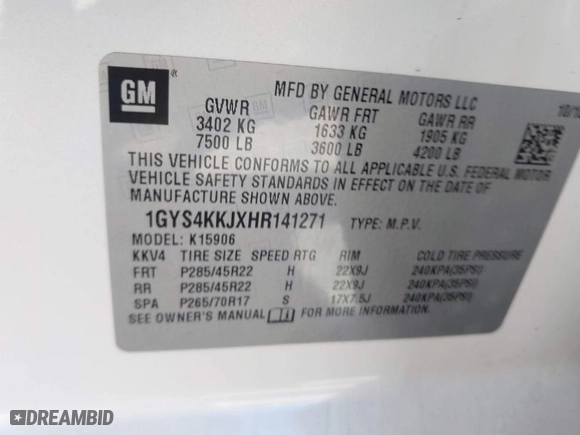 GM
®
MFD BY GENERAL MOTORS LLC
GVWR GAWR FRT GAWR RR
3402 KG 1633 KG 1905 KG
7500 LB 3600 LB 4200 LB
THIS VEHICLE CONFORMS TO ALL APPLICABLE U.S. FEDERAL MOTOR
VEHICLE SAFETY STANDARDS IN EFFECT ON THE DATE OF
MANUFACTURE SHOWN ABOVE.
1GYS4KKJXHR141271 TYPE: M.P.V.
MODEL: K15906
KKV4 TIRE SIZE SPEED RTG RIM COLD TIRE PRESSURE
FRT P285/45R22 H 22X9J 240KPA(35PSI)
RR P285/45R22 H 22X9J 240KPA(35PSI)
SPA P265/70R17 S 17X7.5J 240KPA(35PSI)
SEE OWNER'S MANUAL FOR MORE INFORMATION.
DREAMBID